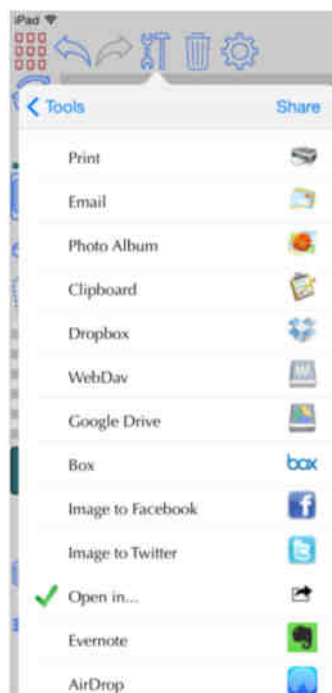 iPad
Tools Share
Print
Email
Photo Album
Clipboard
Dropbox
WebDav
Google Drive
Box box
Image to Facebook
Image to Twitter
Open in...
Evernote
AirDrop